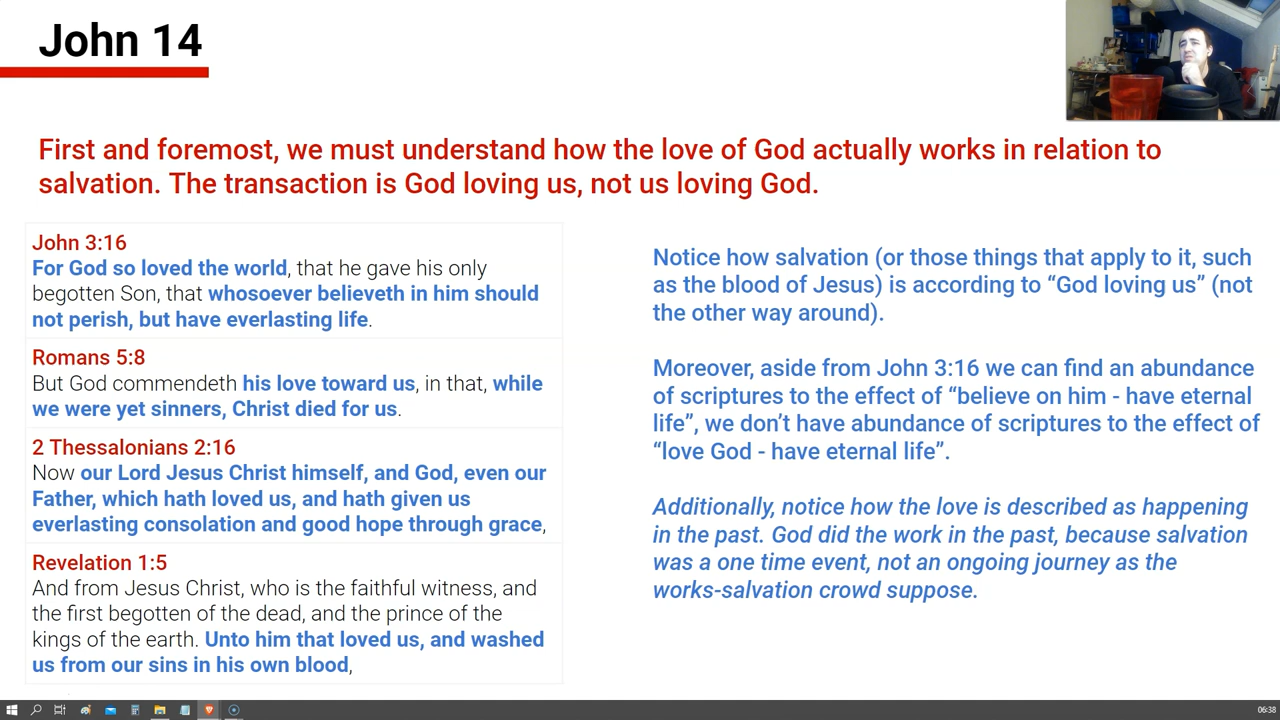 John 14
First and foremost, we must understand how the love of God actually works in relation to
salvation. The transaction is God loving us, not us loving God.
John 3:16
For God so loved the world, that he gave his only
begotten Son, that whosoever believeth in him should
not perish, but have everlasting life.
Romans 5:8
But God commendeth his love toward us, in that, while
we were yet sinners, Christ died for us.
2 Thessalonians 2:16
Now our Lord Jesus Christ himself, and God, even our
Father, which hath loved us, and hath given us
everlasting consolation and good hope through grace,
Revelation 1:5
And from Jesus Christ, who is the faithful witness, and
the first begotten of the dead, and the prince of the
kings of the earth. Unto him that loved us, and washed
us from our sins in his own blood,
Notice how salvation (or those things that apply to it, such
as the blood of Jesus) is according to “God loving us” (not
the other way around).
Moreover, aside from John 3:16 we can find an abundance
of scriptures to the effect of “believe on him - have eternal
life”, we don’t have abundance of scriptures to the effect of
“love God - have eternal life”.
Additionally, notice how the love is described as happening
in the past. God did the work in the past, because salvation
was a one time event, not an ongoing journey as the
works-salvation crowd suppose.
06:38